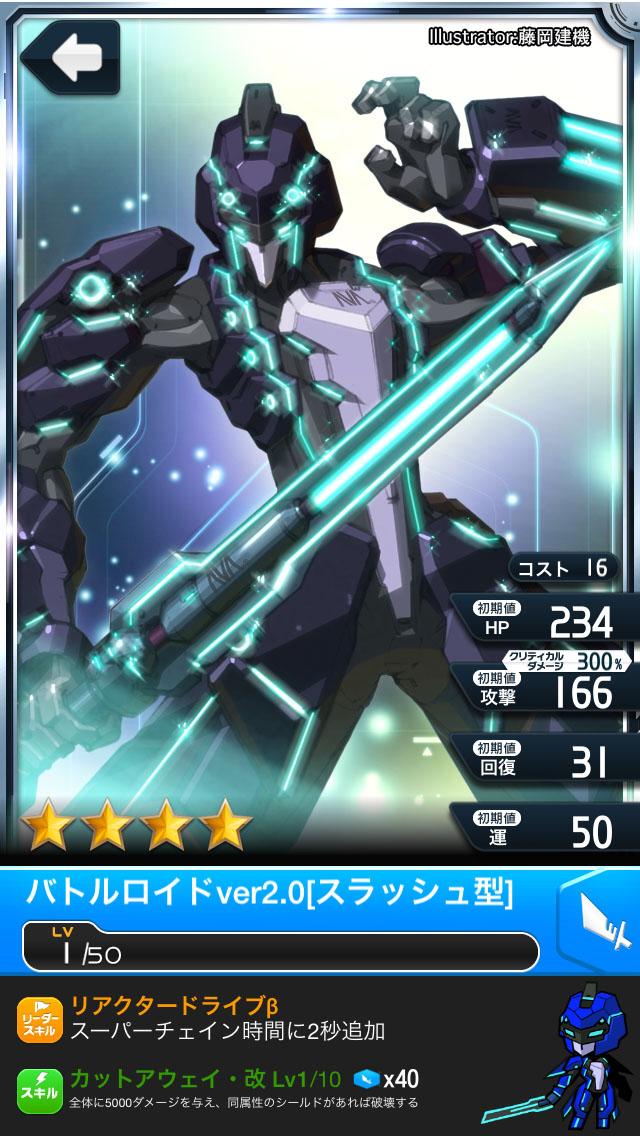 Illustrator:藤岡建機
AVA
AVA
AVA
コスト 16
初期値
HP 234
クリティカル
ダメージ 300%
初期値
攻撃 166
初期値
回復 31
初期値
運 50
バトルロイドver2.0[スラッシュ型]
LV
1/50
リーダー
スキル
リアクタードライブβ
スーパーチェイン時間に2秒追加
スキル
カットアウェイ・改 Lv1/10 x40
全体に5000ダメージを与え、同属性のシールドがあれば破壊する